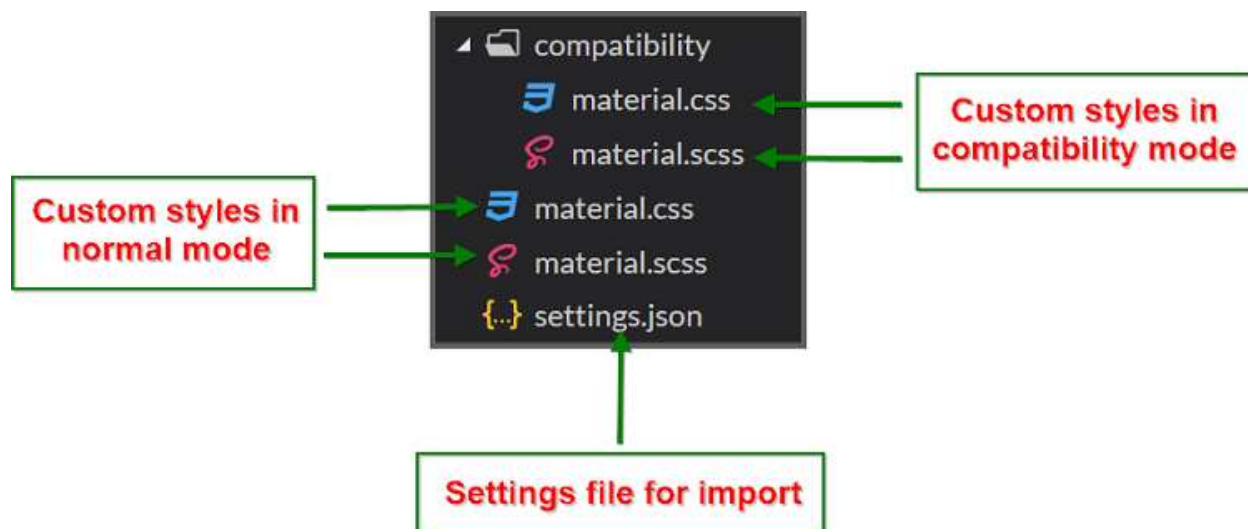 compatibility
material.css
material.scss
Custom styles in
compatibility mode
Custom styles in
normal mode
material.css
material.scss
{...} settings.json
Settings file for import